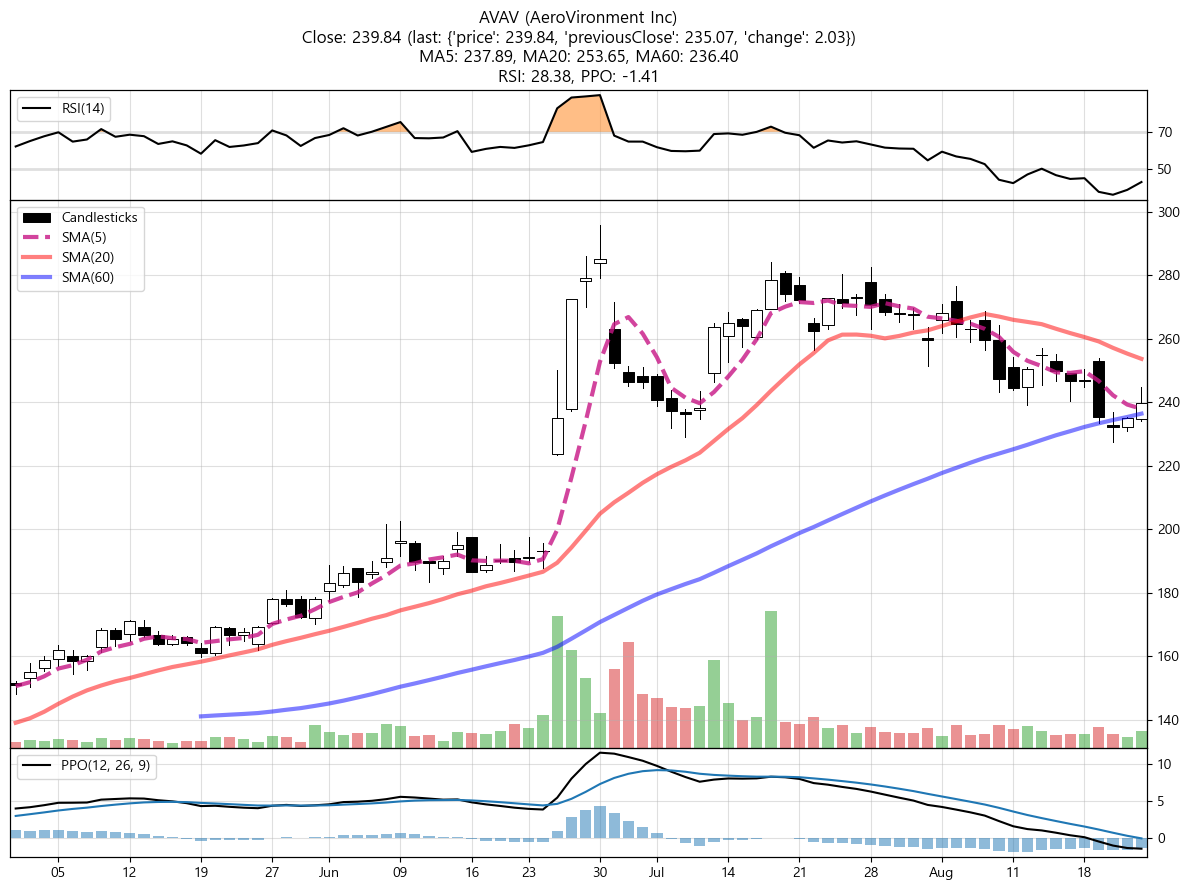 AVAV (AeroVironment Inc)
Close: 239.84 (last: {'price': 239.84, 'previousClose': 235.07, 'change': 2.03})
MA5: 237.89, MA20: 253.65, MA60: 236.40
RSI: 28.38, PPO: -1.41
RSI(14)
70
50
Candlesticks
SMA(5)
SMA(20)
SMA(60)
300
280
260
240
220
200
180
160
140
PPO(12, 26, 9)
10
5
0
05 12 19 27 Jun 09 16 23 30 Jul 14 21 28 Aug 11 18